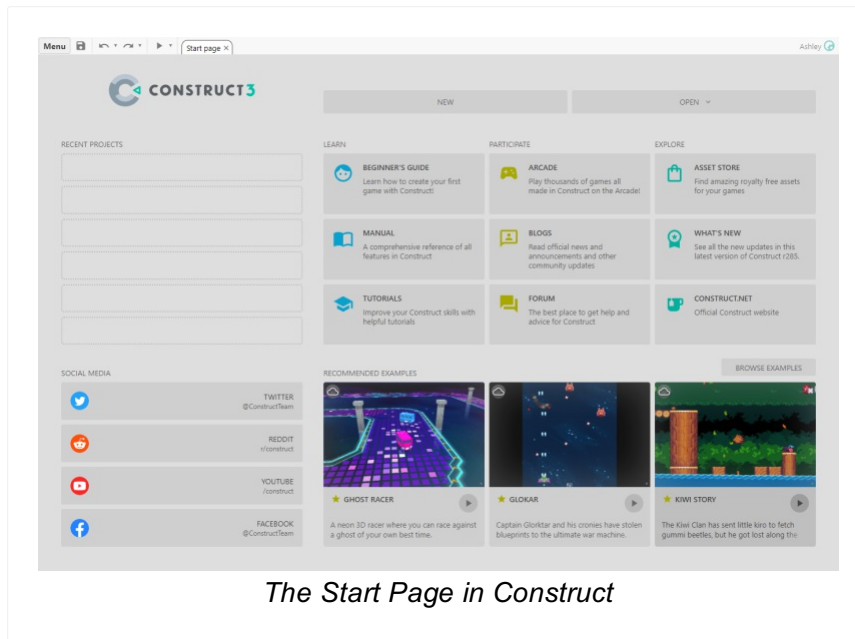 Menu
Start page ×
Ashley
CONSTRUCT3
NEW
OPEN
RECENT PROJECTS
LEARN
BEGINNER'S GUIDE
Learn how to create your first
game with Construct!
MANUAL
A comprehensive reference of all
features in Construct
TUTORIALS
Improve your Construct skills with
helpful tutorials
PARTICIPATE
ARCADE
Play thousands of games all
made in Construct on the Arcade!
BLOGS
Read official news and
announcements and other
community updates
FORUM
The best place to get help and
advice for Construct
EXPLORE
ASSET STORE
Find amazing royalty free assets
for your games
WHAT'S NEW
See all the new updates in this
latest version of Construct r285.
CONSTRUCT.NET
Official Construct website
SOCIAL MEDIA
TWITTER
@ConstructTeam
REDDIT
r/construct
YOUTUBE
/construct
FACEBOOK
@ConstructTeam
RECOMMENDED EXAMPLES
BROWSE EXAMPLES
GHOST RACER
A neon 3D racer where you can race against
a ghost of your own best time.
GLOKAR
Captain Glorktar and his cronies have stolen
blueprints to the ultimate war machine.
KIWI STORY
The Kiwi Clan has sent little kiro to fetch
gummi beetles, but he got lost along the
The Start Page in Construct